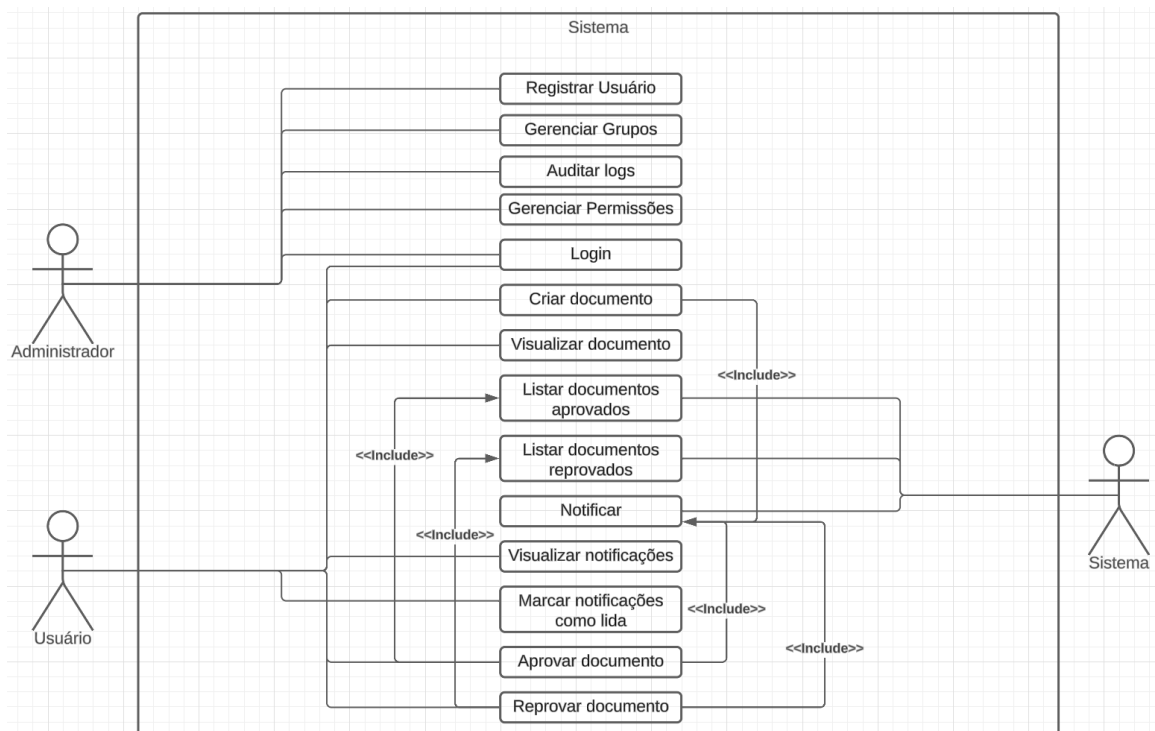 Sistema
Registrar Usuário
Gerenciar Grupos
Auditar logs
Gerenciar Permissões
Login
Administrador
Criar documento
Visualizar documento
<<Include>>
Listar documentos
aprovados
<<Include>>
Listar documentos
reprovados
Notificar
<<Include>>
Visualizar notificações
Sistema
Marcar notificações
como lida
<<Include>>
Usuário
<<Include>>
Aprovar documento
Reprovar documento